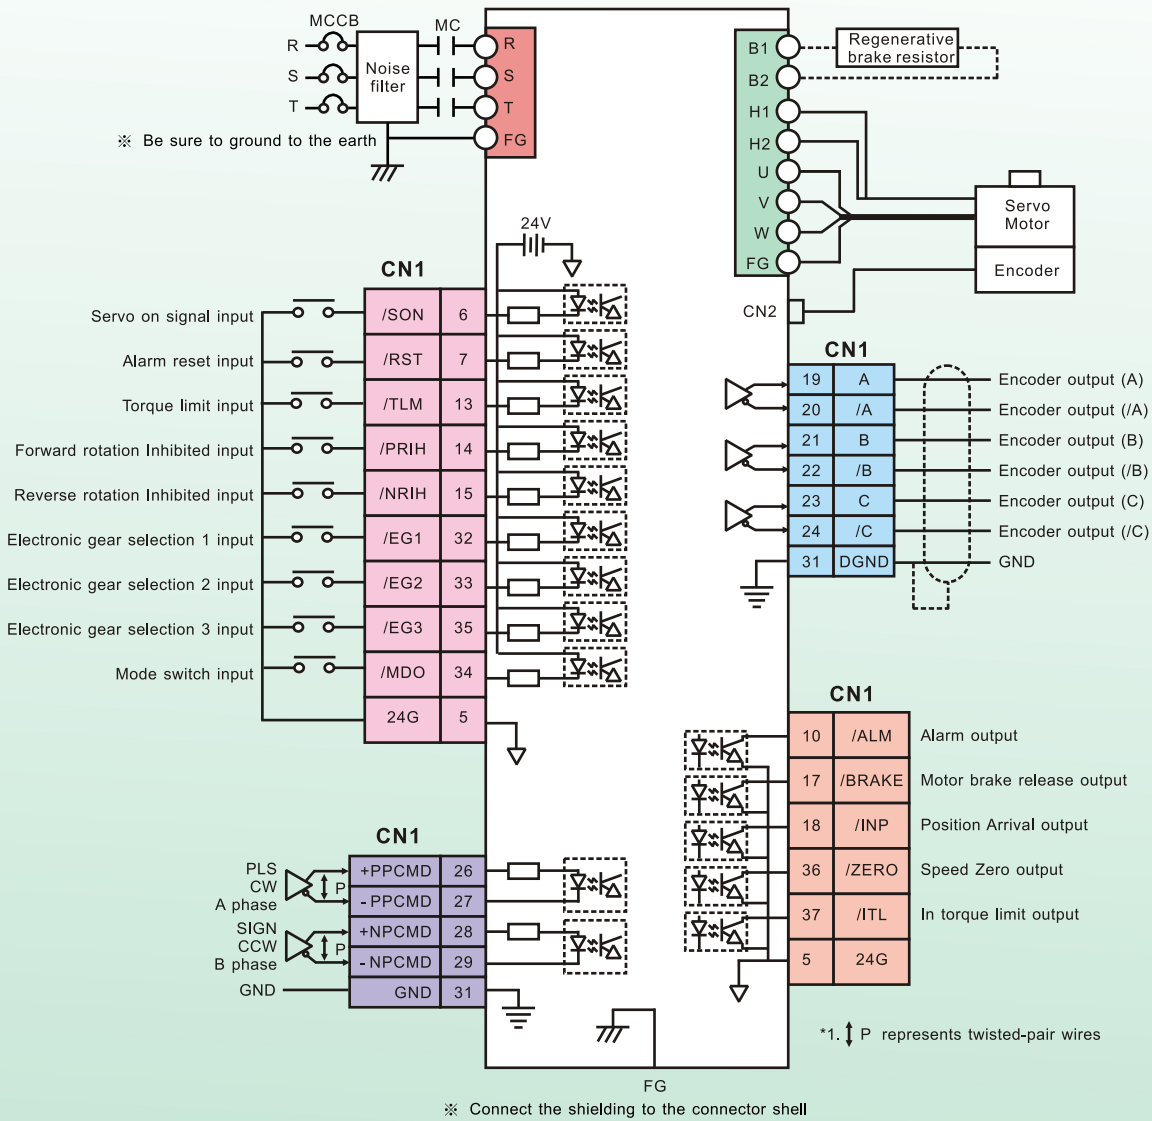 MCCB
MC
R
R
S
S
T
T
FG
Noise
filter
※ Be sure to ground to the earth
B1
B2
H1
H2
U
V
W
FG
Regenerative
brake resistor
Servo
Motor
Encoder
CN2
24V
CN1
Servo on signal input /SON 6
Alarm reset input /RST 7
Torque limit input /TLM 13
Forward rotation Inhibited input /PRIH 14
Reverse rotation Inhibited input /NRIH 15
Electronic gear selection 1 input /EG1 32
Electronic gear selection 2 input /EG2 33
Electronic gear selection 3 input /EG3 35
Mode switch input /MDO 34
24G 5
CN1
19 A Encoder output (A)
20 /A Encoder output (/A)
21 B Encoder output (B)
22 /B Encoder output (/B)
23 C Encoder output (C)
24 /C Encoder output (/C)
31 DGND GND
CN1
10 /ALM Alarm output
17 /BRAKE Motor brake release output
18 /INP Position Arrival output
36 /ZERO Speed Zero output
37 /ITL In torque limit output
5 24G
CN1
PLS
CW
A phase
P
+PPCMD 26
-PPCMD 27
SIGN
CCW
B phase
P
+NPCMD 28
-NPCMD 29
GND GND 31
*1. P represents twisted-pair wires
FG
※ Connect the shielding to the connector shell